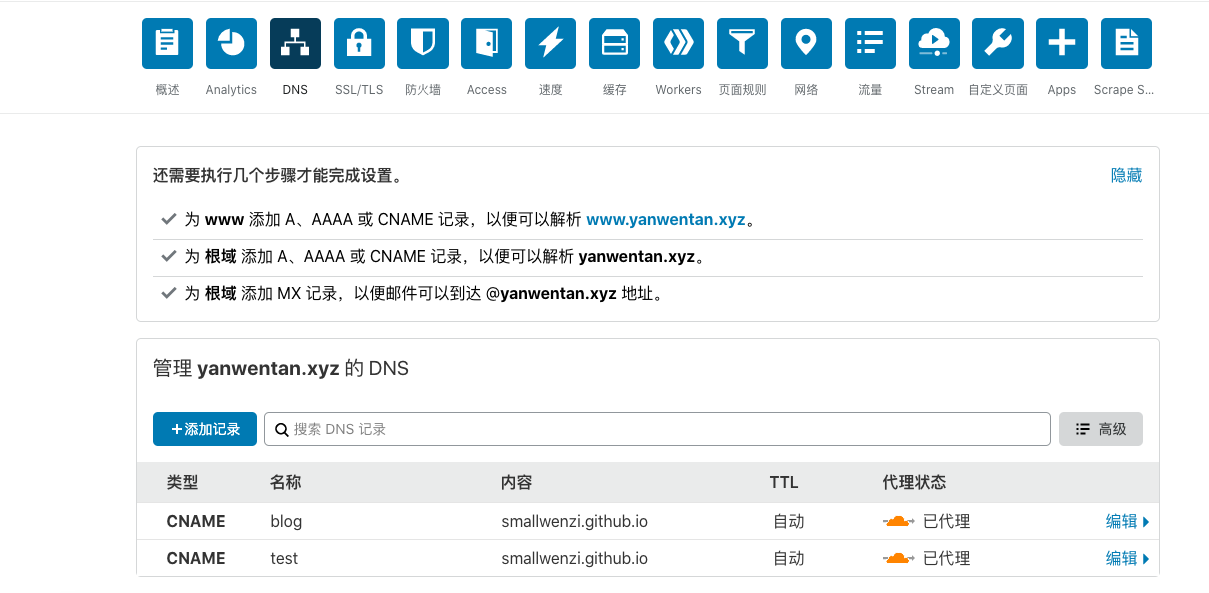 概述 Analytics DNS SSL/TLS 防火墙 Access 速度 缓存 Workers 页面规则 网络 流量 Stream 自定义页面 Apps Scrape S...
还需要执行几个步骤才能完成设置。 隐藏
为 www 添加 A、AAAA 或 CNAME 记录，以便可以解析 www.yanwentan.xyz。
为 根域 添加 A、AAAA 或 CNAME 记录，以便可以解析 yanwentan.xyz。
为 根域 添加 MX 记录，以便邮件可以到达 @yanwentan.xyz 地址。
管理 yanwentan.xyz 的 DNS
+添加记录 搜索 DNS 记录 高级
类型 名称 内容 TTL 代理状态
CNAME blog smallwenzi.github.io 自动 已代理 编辑
CNAME test smallwenzi.github.io 自动 已代理 编辑